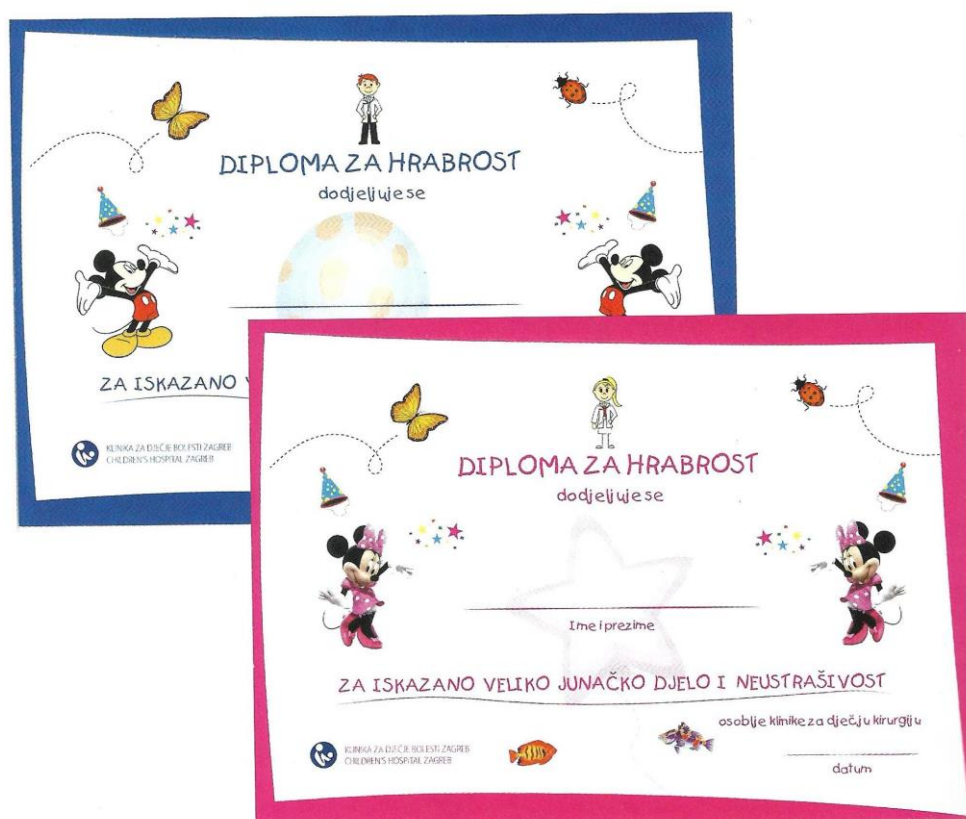 DIPLOMA ZA HRABROST
dodjeljuje se
ZA ISKAZANO
KLINIKA ZA DJEČJE BOLESTI ZAGREB
CHILDREN'S HOSPITAL ZAGREB
DIPLOMA ZA HRABROST
dodjeljuje se
Ime i prezime
ZA ISKAZANO VELIKO JUNAČKO DJELO I NEUSTRAŠIVOST
osoblje klinike za dječju kirurgiju
KLINIKA ZA DJEČJE BOLESTI ZAGREB
CHILDREN'S HOSPITAL ZAGREB
datum